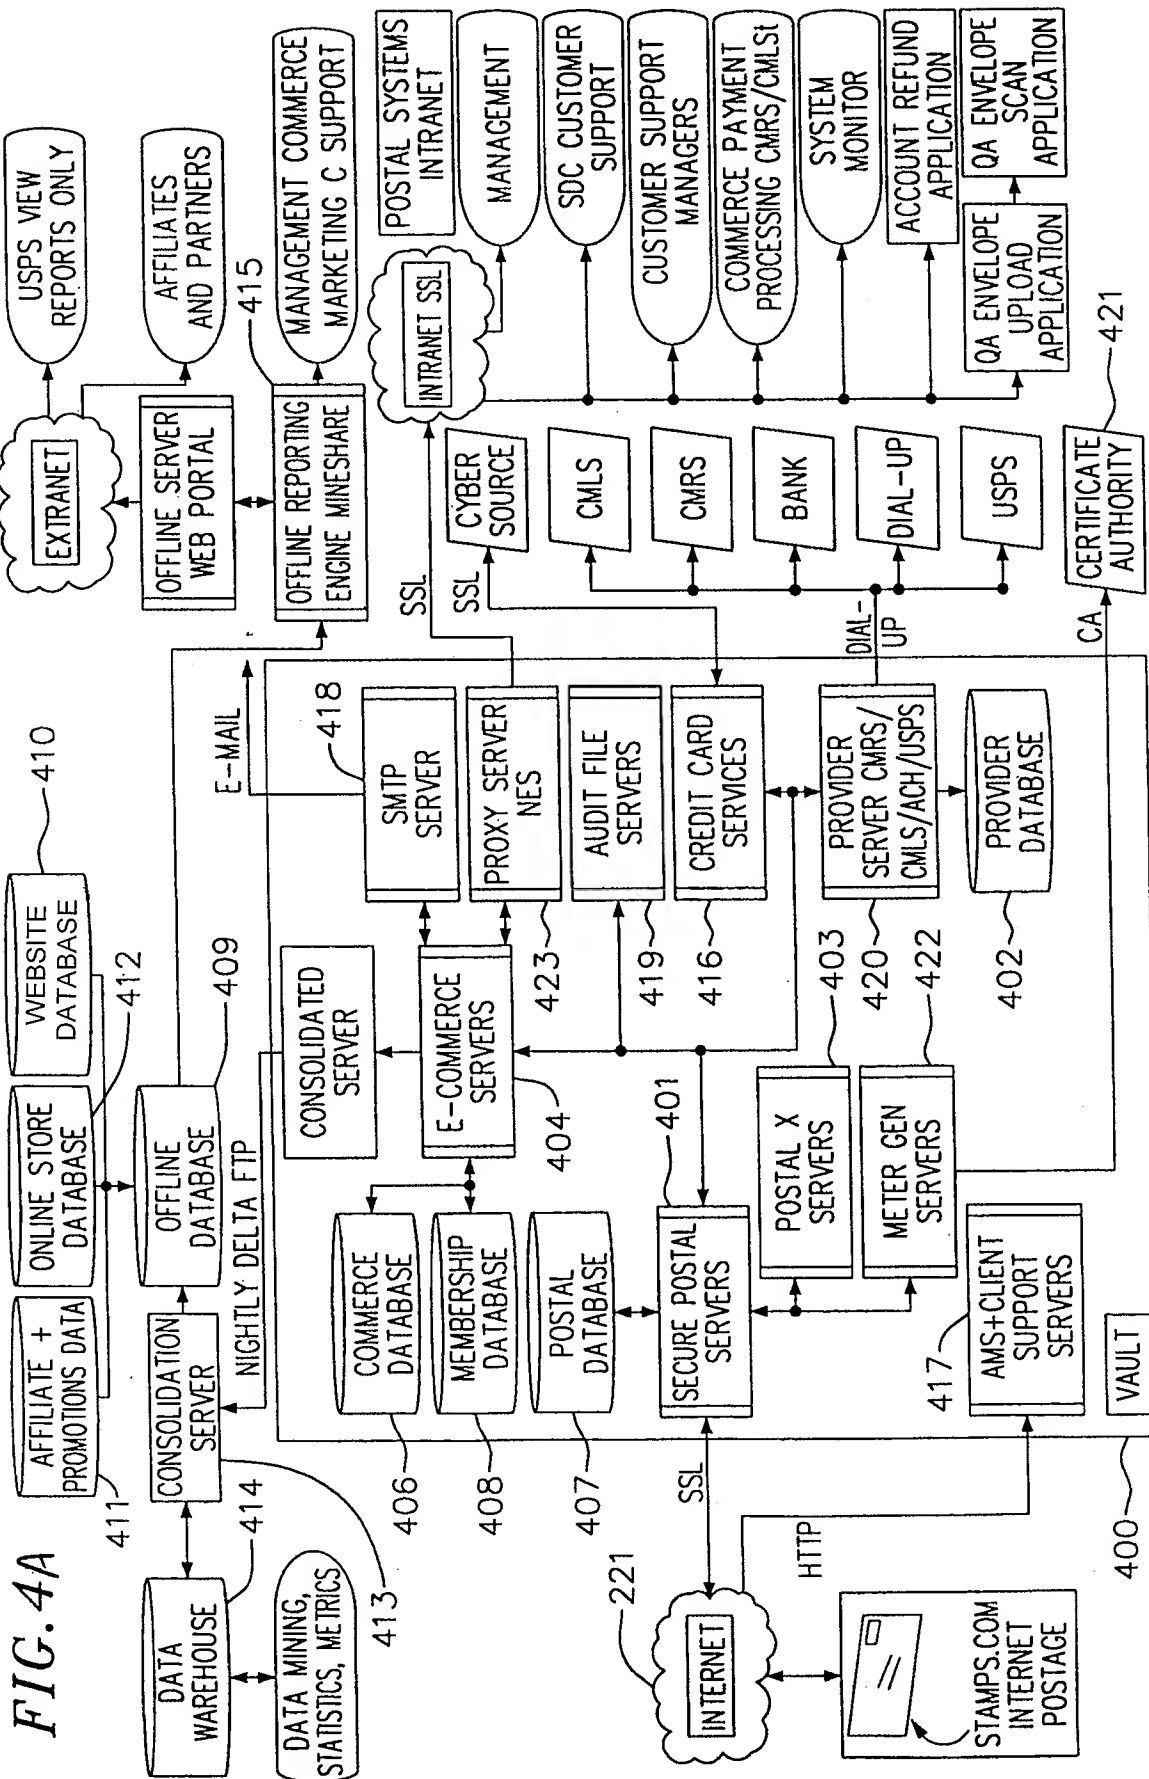 FIG. 4A
AFFILIATE +
PROMOTIONS DATA
411
ONLINE STORE
DATABASE
412
WEBSITE
DATABASE
410
EXTRANET
USPS VIEW
REPORTS ONLY
AFFILIATES
AND PARTNERS
DATA
WAREHOUSE
414
CONSOLIDATION
SERVER
413
OFFLINE
DATABASE
409
OFFLINE SERVER
WEB PORTAL
415
DATA MINING,
STATISTICS, METRICS
NIGHTLY DELTA FTP
E-MAIL
OFFLINE REPORTING
ENGINE MINESHARE
MANAGEMENT COMMERCE
MARKETING C SUPPORT
CONSOLIDATED
SERVER
418
SMTP
SERVER
SSL
INTRANET SSL
POSTAL SYSTEMS
INTRANET
COMMERCE
DATABASE
406
E-COMMERCE
SERVERS
404
PROXY SERVER
NES
423
SSL
CYBER
SOURCE
MANAGEMENT
MEMBERSHIP
DATABASE
408
AUDIT FILE
SERVERS
419
CMLS
SDC CUSTOMER
SUPPORT
POSTAL
DATABASE
407
CREDIT CARD
SERVICES
416
CMRS
CUSTOMER SUPPORT
MANAGERS
221
INTERNET
SSL
SECURE POSTAL
SERVERS
401
POSTAL X
SERVERS
403
PROVIDER
SERVER CMRS/
CMLS/ACH/USPS
420
DIAL-
UP
BANK
COMMERCE PAYMENT
PROCESSING CMRS/CMLSt
HTTP
METER GEN
SERVERS
422
DIAL-UP
SYSTEM
MONITOR
STAMPS.COM
INTERNET
POSTAGE
417
AMS+CLIENT
SUPPORT
SERVERS
PROVIDER
DATABASE
402
USPS
ACCOUNT REFUND
APPLICATION
400
VAULT
CA
CERTIFICATE
AUTHORITY
421
QA ENVELOPE
UPLOAD
APPLICATION
QA ENVELOPE
SCAN
APPLICATION